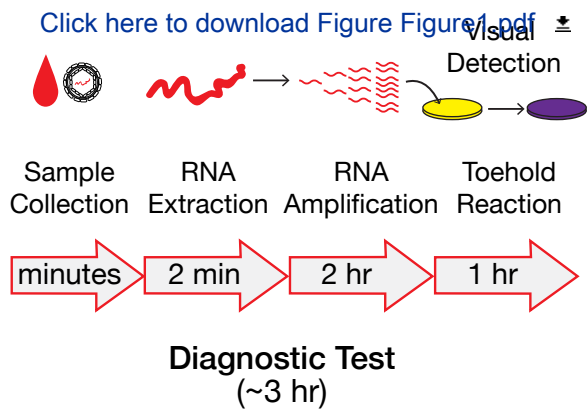 Click here to download Figure Figure1.pdf
Visual
Detection
Sample
Collection
RNA
Extraction
RNA
Amplification
Toehold
Reaction
minutes
2 min
2 hr
1 hr
Diagnostic Test
(~3 hr)